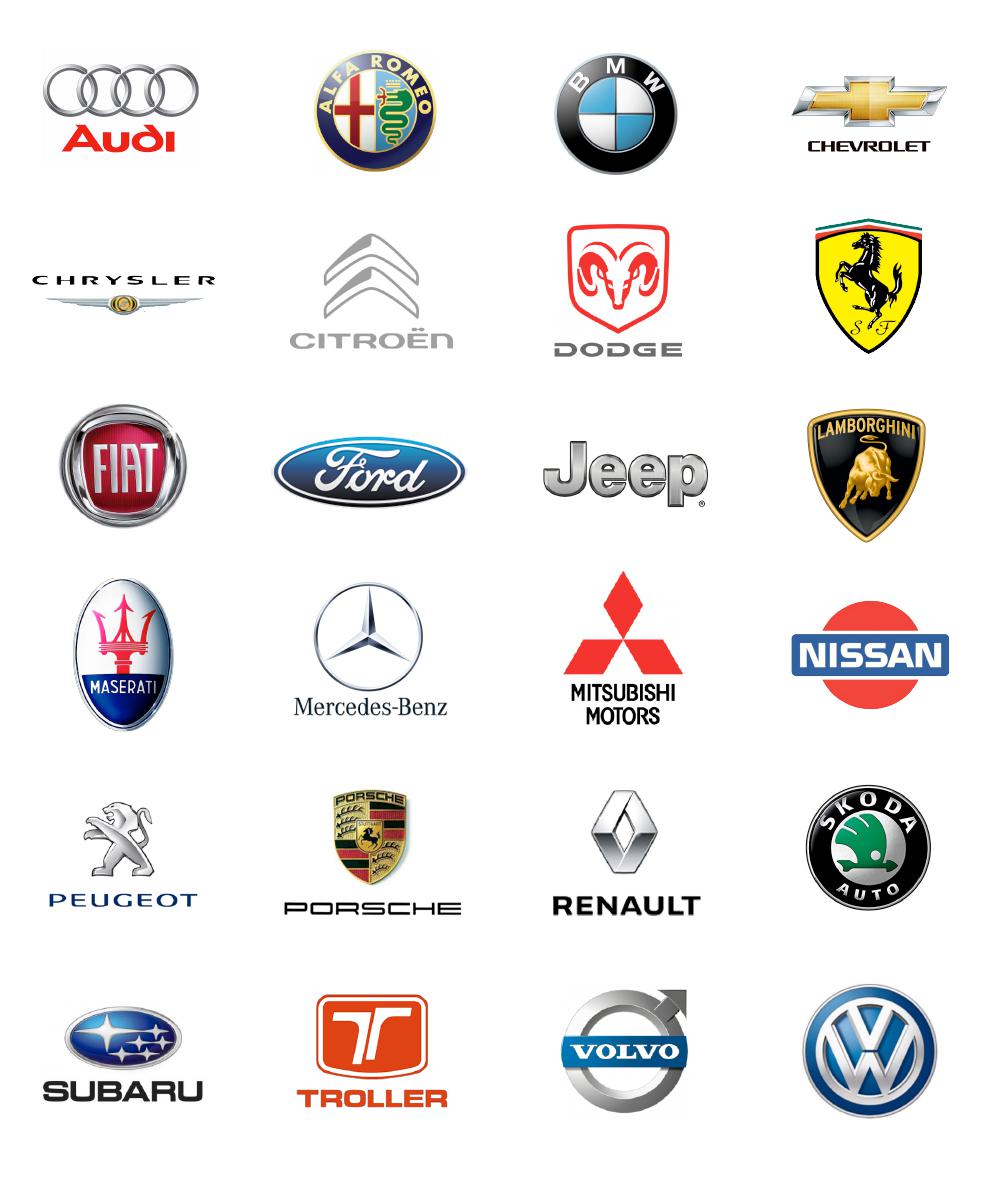 Audi
ALFA ROMEO
BMW
CHEVROLET
CHRYSLER
CITROËN
DODGE
S F
FIAT
Ford
Jeep
®
LAMBORGHINI
MASERATI
Mercedes-Benz
MITSUBISHI
MOTORS
NISSAN
PEUGEOT
PORSCHE
PORSCHE
RENAULT
SKODA
AUTO
SUBARU
T
TROLLER
VOLVO
VW